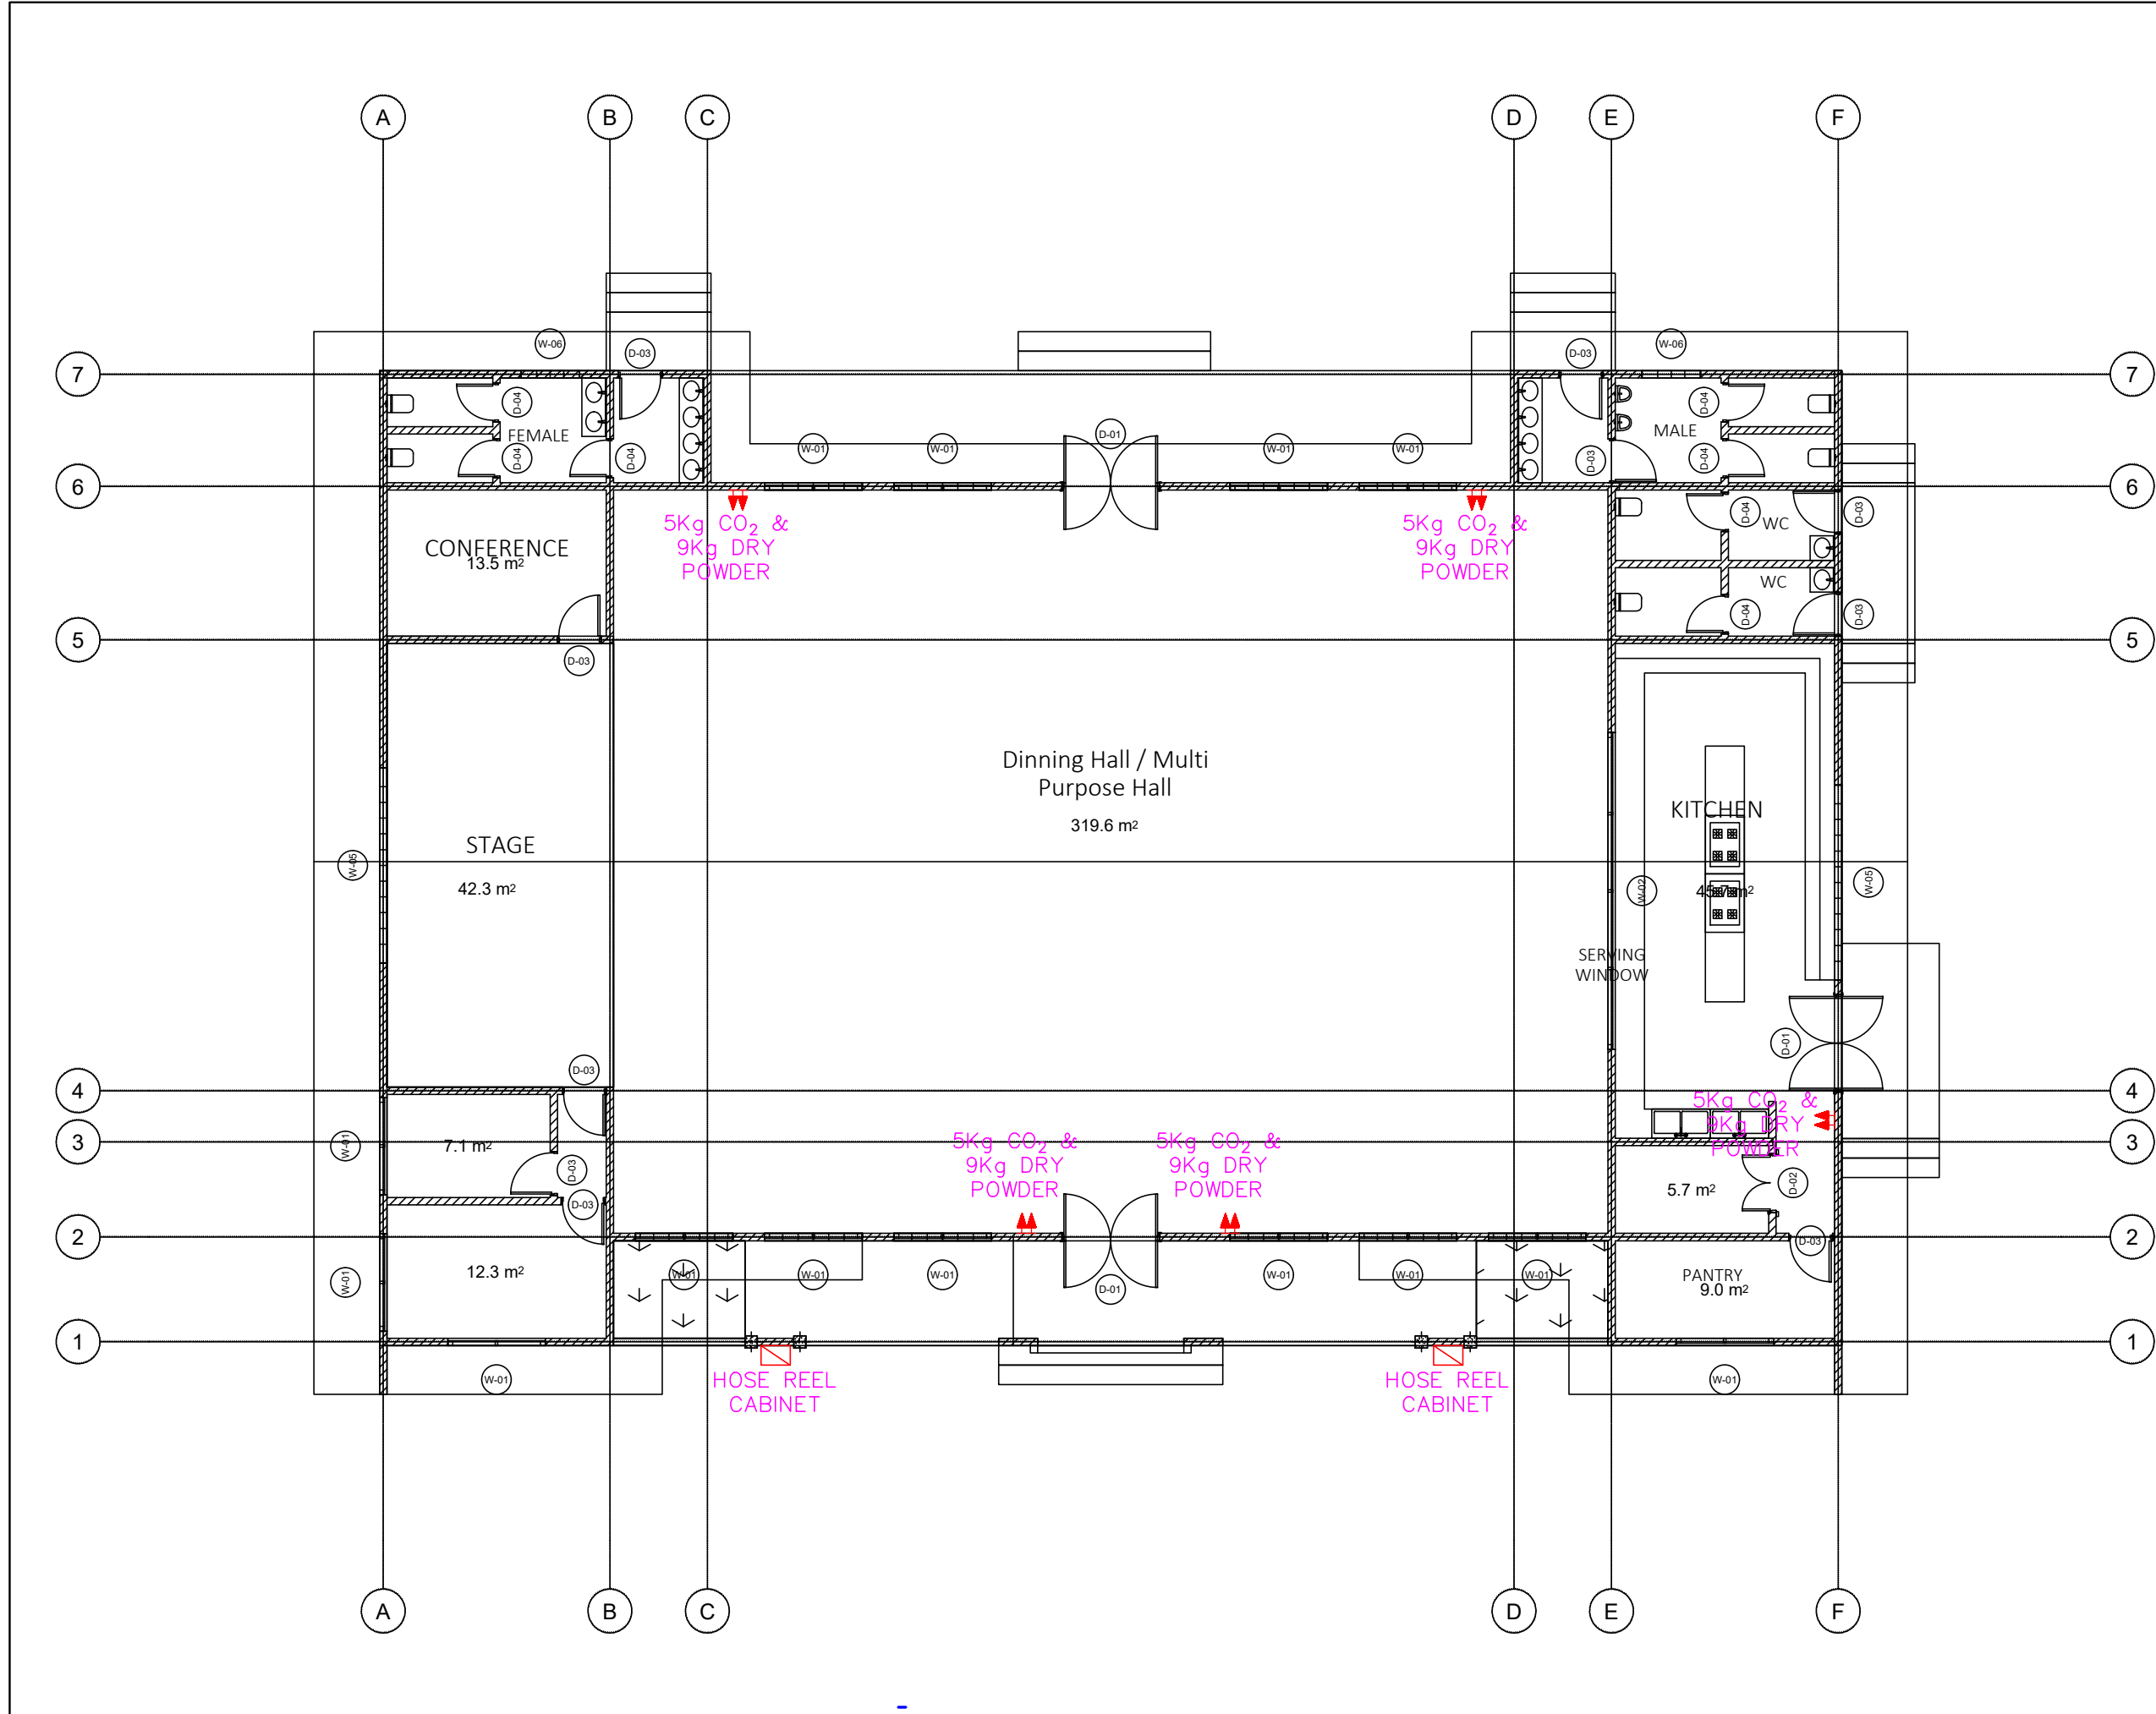 A
B
C
D
E
F
W-06
D-03
D-03
W-06
7
7
D-04
D-04
FEMALE
MALE
D-01
W-01
W-01
W-01
W-01
D-04
D-04
D-03
D-04
6
6
5Kg CO₂ &
9Kg DRY
POWDER
5Kg CO₂ &
9Kg DRY
POWDER
D-04
WC
D-03
CONFERENCE
13.5 m²
WC
D-04
D-03
5
5
D-03
Dinning Hall / Multi
Purpose Hall
319.6 m²
KITCHEN
45.7 m²
STAGE
42.3 m²
W-05
W-02
W-05
SERVING
WINDOW
D-01
D-03
4
4
5Kg CO₂ &
9Kg DRY
POWDER
3
3
W-01
7.1 m²
5Kg CO₂ &
9Kg DRY
POWDER
5Kg CO₂ &
9Kg DRY
POWDER
D-03
D-03
5.7 m²
D-02
2
2
D-03
W-01
12.3 m²
W-01
W-01
W-01
D-01
W-01
W-01
W-01
PANTRY
9.0 m²
1
1
W-01
HOSE REEL
CABINET
HOSE REEL
CABINET
W-01
A
B
C
D
E
F
-